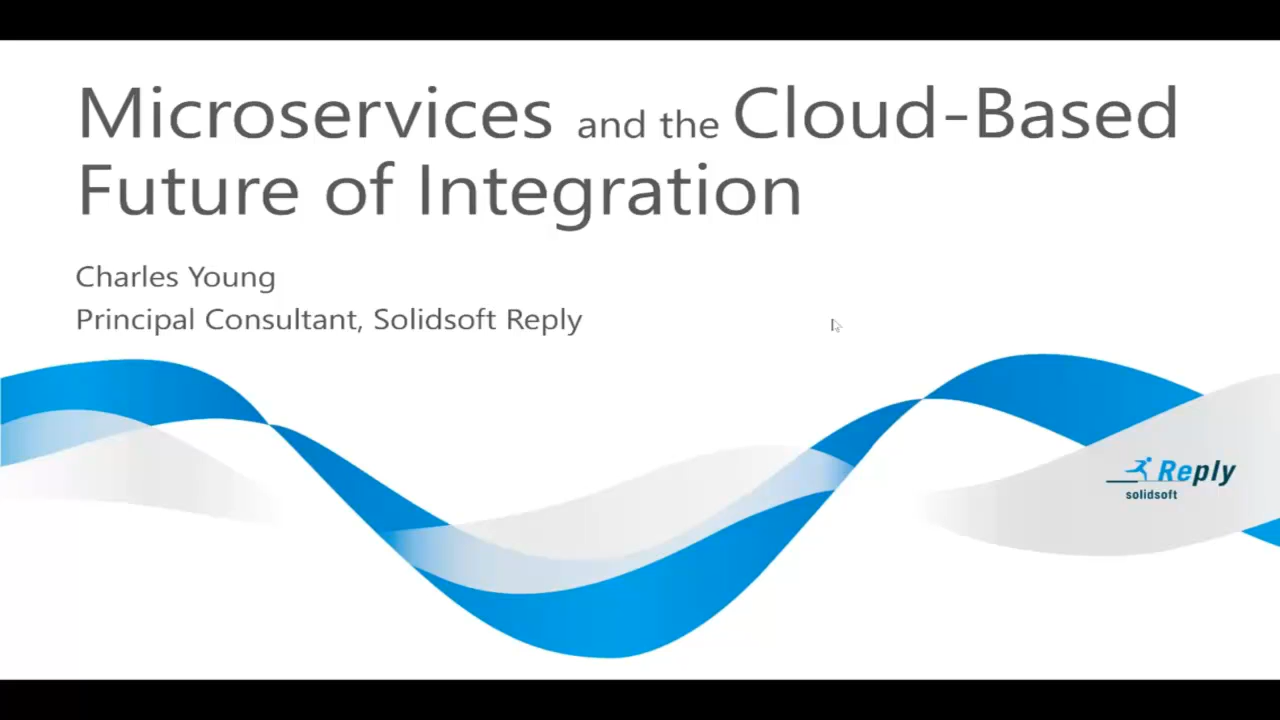 Microservices and the Cloud-Based
Future of Integration
Charles Young
Principal Consultant, Solidsoft Reply
Reply
solidsoft